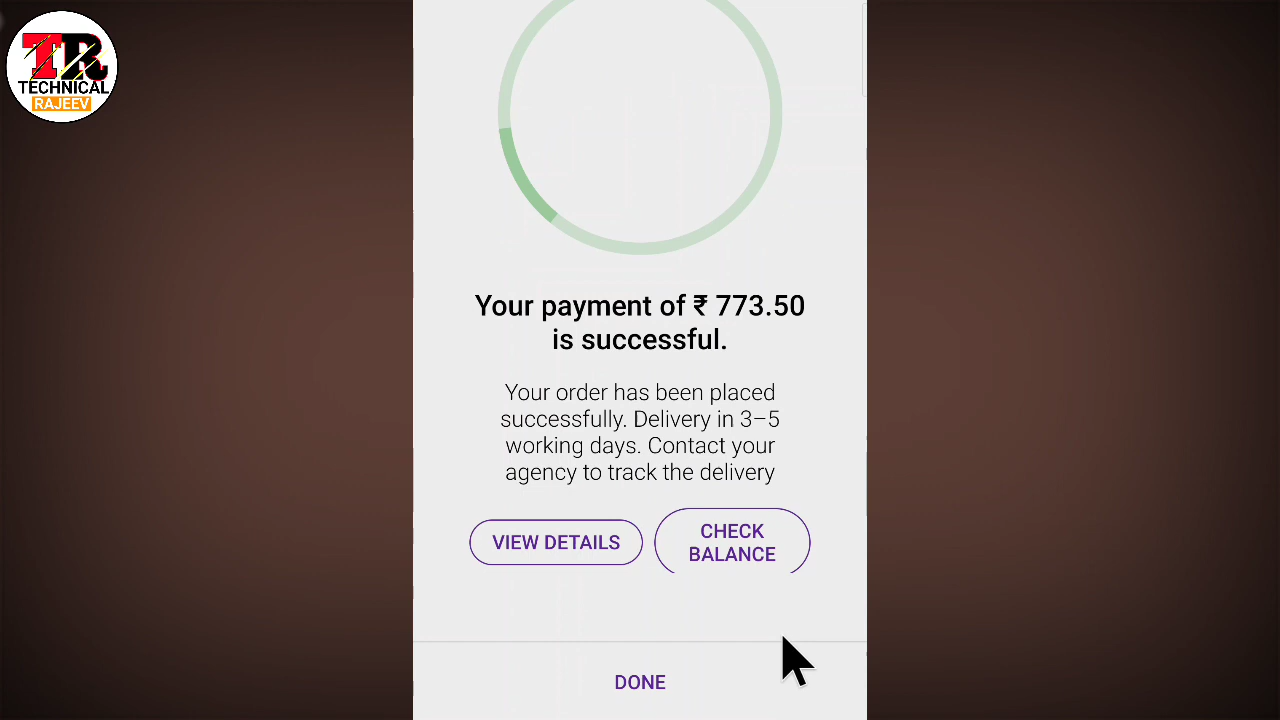 TR
TECHNICAL
RAJEEV
Your payment of ₹ 773.50
is successful.
Your order has been placed
successfully. Delivery in 3–5
working days. Contact your
agency to track the delivery
VIEW DETAILS
CHECK
BALANCE
DONE